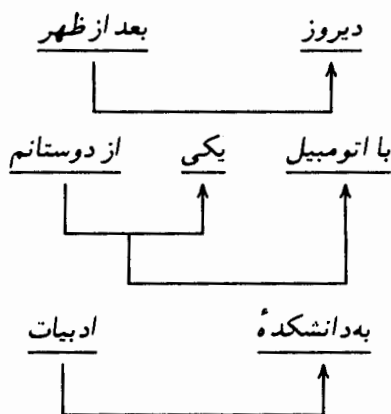 دیروز بعد از ظهر
با اتومبیل یکی از دوستانم
به‌دانشکدهٔ ادبیات